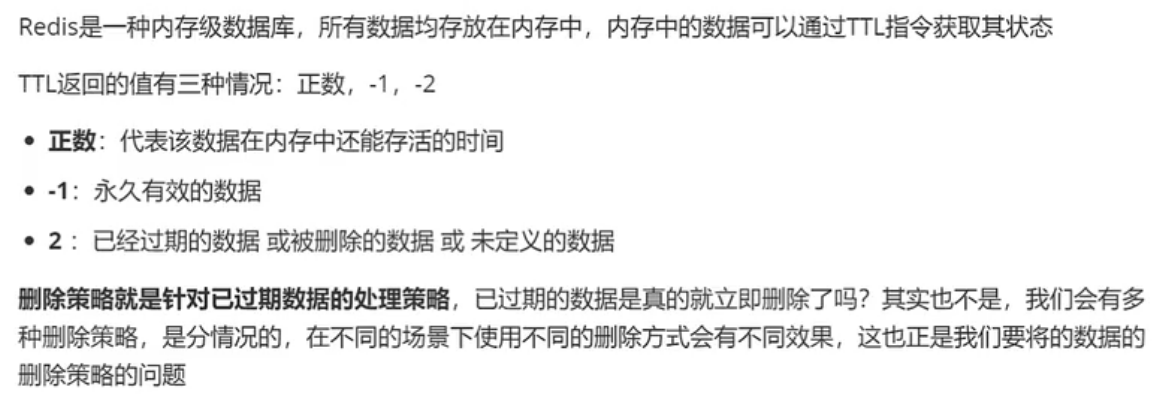 Redis是一种内存级数据库，所有数据均存放在内存中，内存中的数据可以通过TTL指令获取其状态
TTL返回的值有三种情况：正数，-1，-2
• 正数：代表该数据在内存中还能存活的时间
• -1：永久有效的数据
• 2 ：已经过期的数据 或被删除的数据 或 未定义的数据
删除策略就是针对已过期数据的处理策略，已过期的数据是真的就立即删除了吗？其实也不是，我们会有多
种删除策略，是分情况的，在不同的场景下使用不同的删除方式会有不同效果，这也正是我们要将的数据的
删除策略的问题